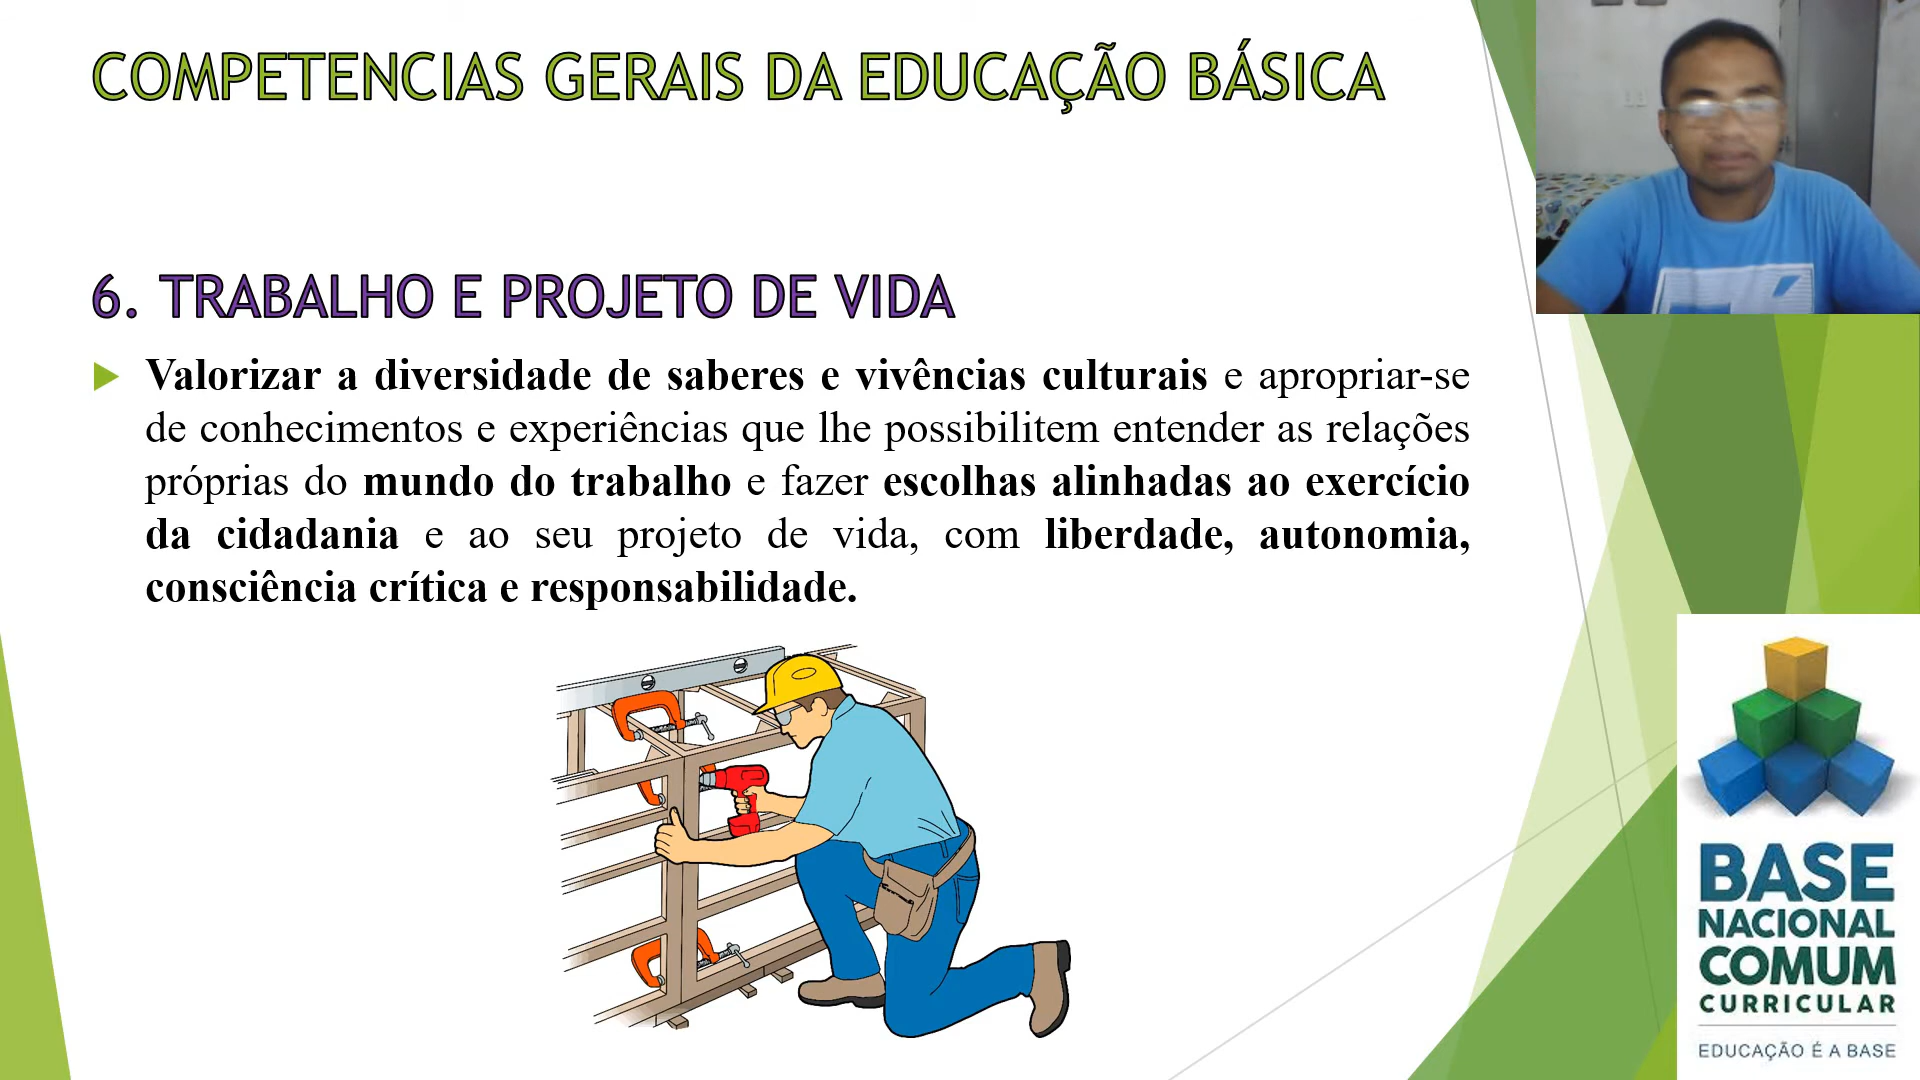 COMPETENCIAS GERAIS DA EDUCAÇÃO BÁSICA
6. TRABALHO E PROJETO DE VIDA
Valorizar a diversidade de saberes e vivências culturais e apropriar-se
de conhecimentos e experiências que lhe possibilitem entender as relações
próprias do mundo do trabalho e fazer escolhas alinhadas ao exercício
da cidadania e ao seu projeto de vida, com liberdade, autonomia,
consciência crítica e responsabilidade.
BASE
NACIONAL
COMUM
CURRICULAR
EDUCAÇÃO É A BASE